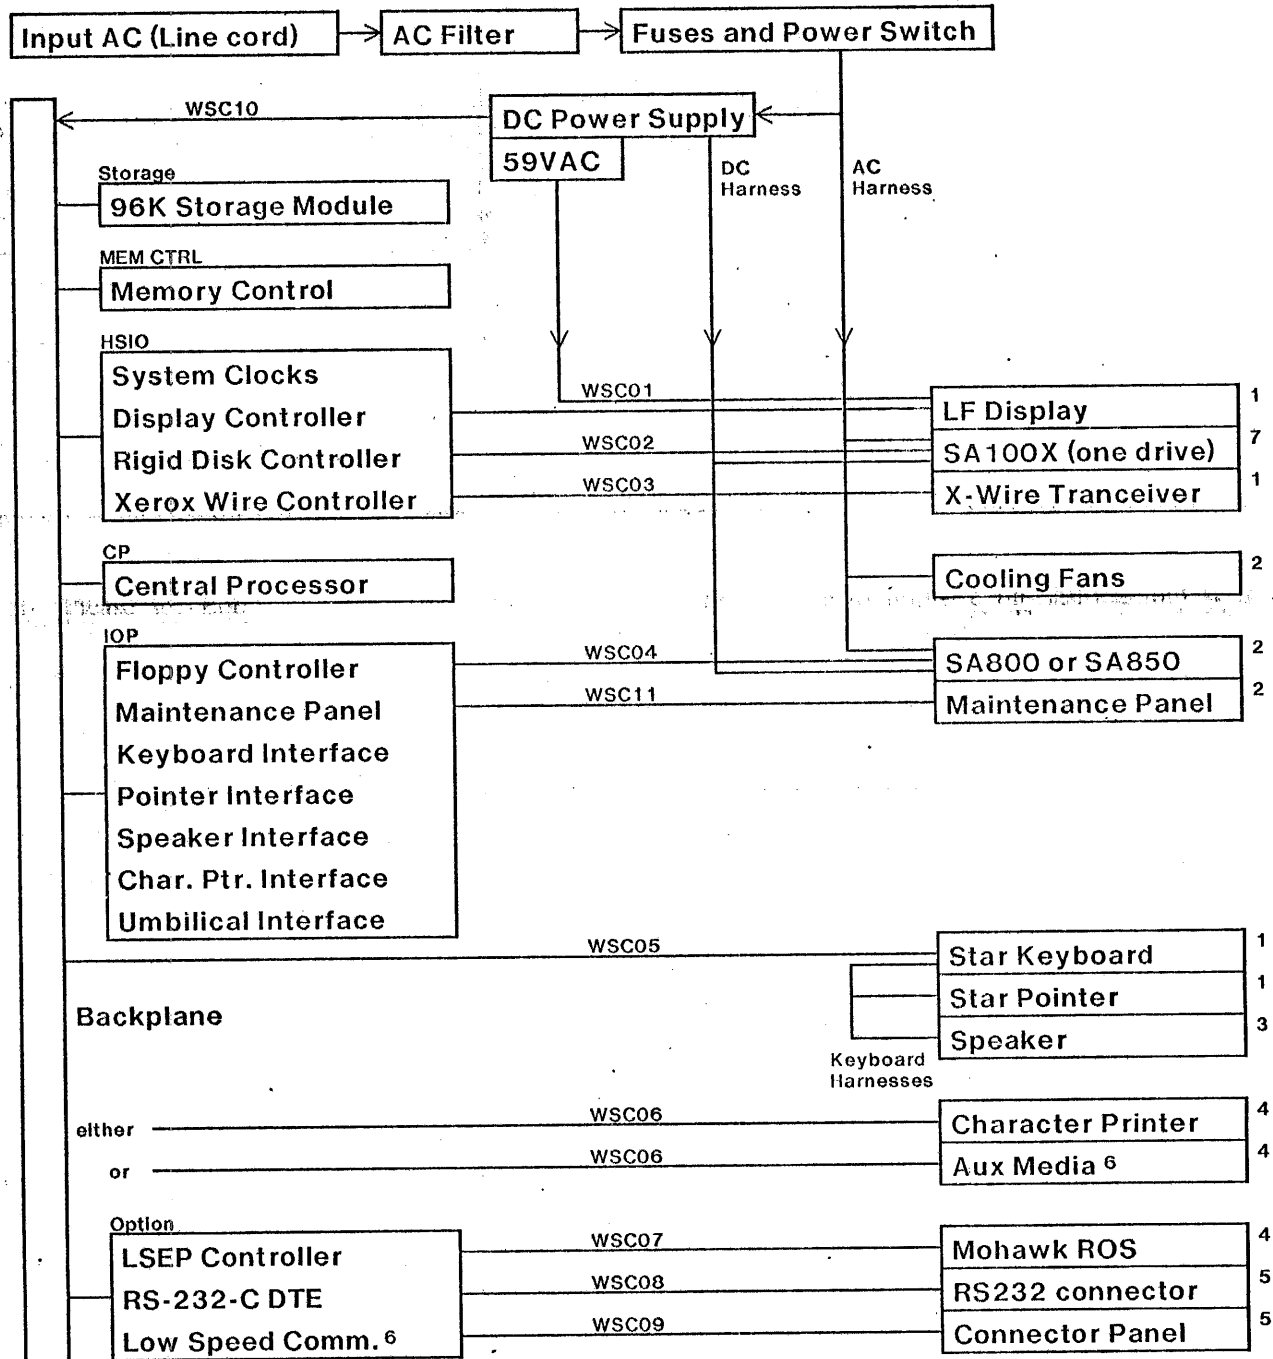 Input AC (Line cord)
AC Filter
Fuses and Power Switch
WSC10
DC Power Supply
59VAC
DC
Harness
AC
Harness
Storage
96K Storage Module
MEM CTRL
Memory Control
HSIO
System Clocks
Display Controller
Rigid Disk Controller
Xerox Wire Controller
WSC01
WSC02
WSC03
LF Display 1
SA100X (one drive) 7
X-Wire Tranceiver 1
CP
Central Processor
Cooling Fans 2
IOP
Floppy Controller
Maintenance Panel
Keyboard Interface
Pointer Interface
Speaker Interface
Char. Ptr. Interface
Umbilical Interface
WSC04
WSC11
SA800 or SA850 2
Maintenance Panel 2
WSC05
Star Keyboard 1
Star Pointer 1
Speaker 3
Backplane
Keyboard
Harnesses
either
WSC06
Character Printer 4
or
WSC06
Aux Media 6 4
Option
LSEP Controller
RS-232-C DTE
Low Speed Comm. 6
WSC07
WSC08
WSC09
Mohawk ROS 4
RS232 connector 5
Connector Panel 5